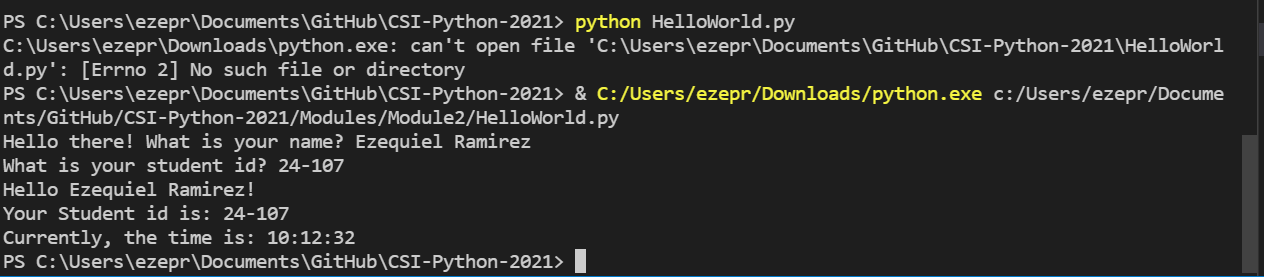 PS C:\Users\ezepr\Documents\GitHub\CSI-Python-2021> python HelloWorld.py
C:\Users\ezepr\Downloads\python.exe: can't open file 'C:\Users\ezepr\Documents\GitHub\CSI-Python-2021\HelloWorl
d.py': [Errno 2] No such file or directory
PS C:\Users\ezepr\Documents\GitHub\CSI-Python-2021> & C:/Users/ezepr/Downloads/python.exe c:/Users/ezepr/Docume
nts/GitHub/CSI-Python-2021/Modules/Module2/HelloWorld.py
Hello there! What is your name? Ezequiel Ramirez
What is your student id? 24-107
Hello Ezequiel Ramirez!
Your Student id is: 24-107
Currently, the time is: 10:12:32
PS C:\Users\ezepr\Documents\GitHub\CSI-Python-2021>